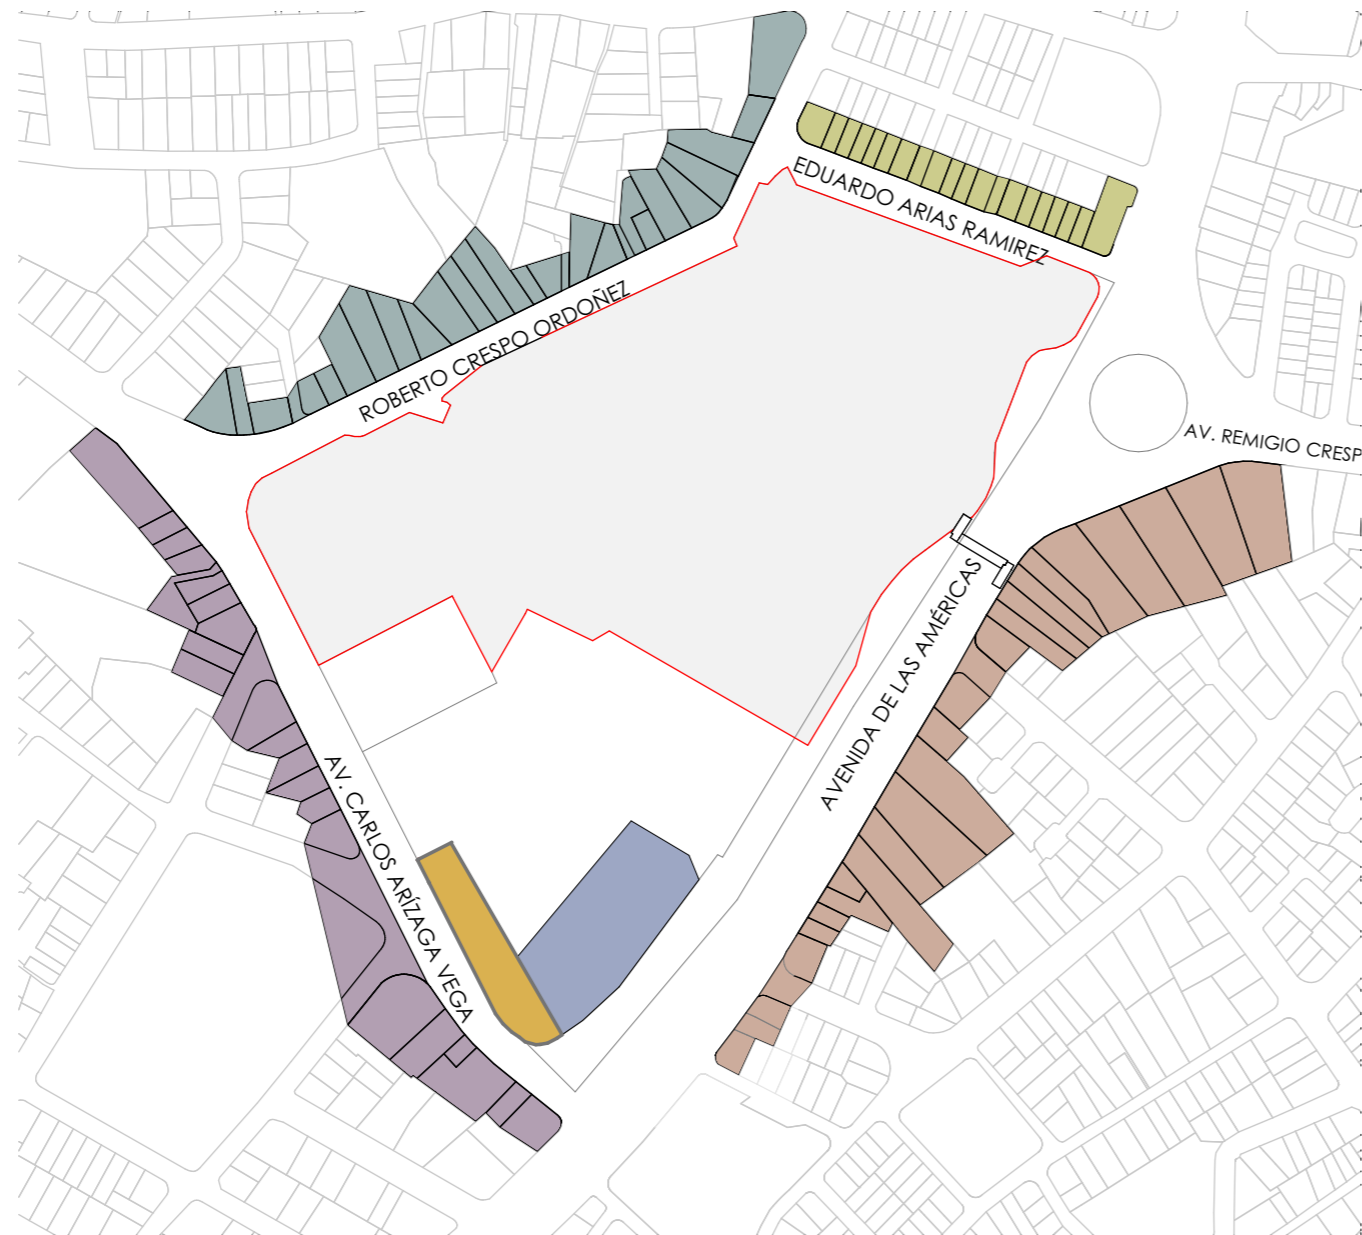 EDUARDO ARIAS RAMIREZ
ROBERTO CRESPO ORDOÑEZ
AV. REMIGIO CRESP
AVENIDA DE LAS AMÉRICAS
AV. CARLOS ARÍZAGA VEGA